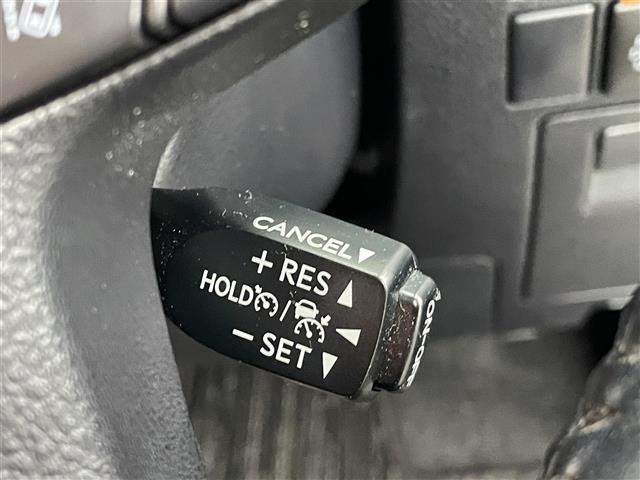 CANCEL▼
+RES▲
HOLD / ◀
-SET▼
ON-OFF